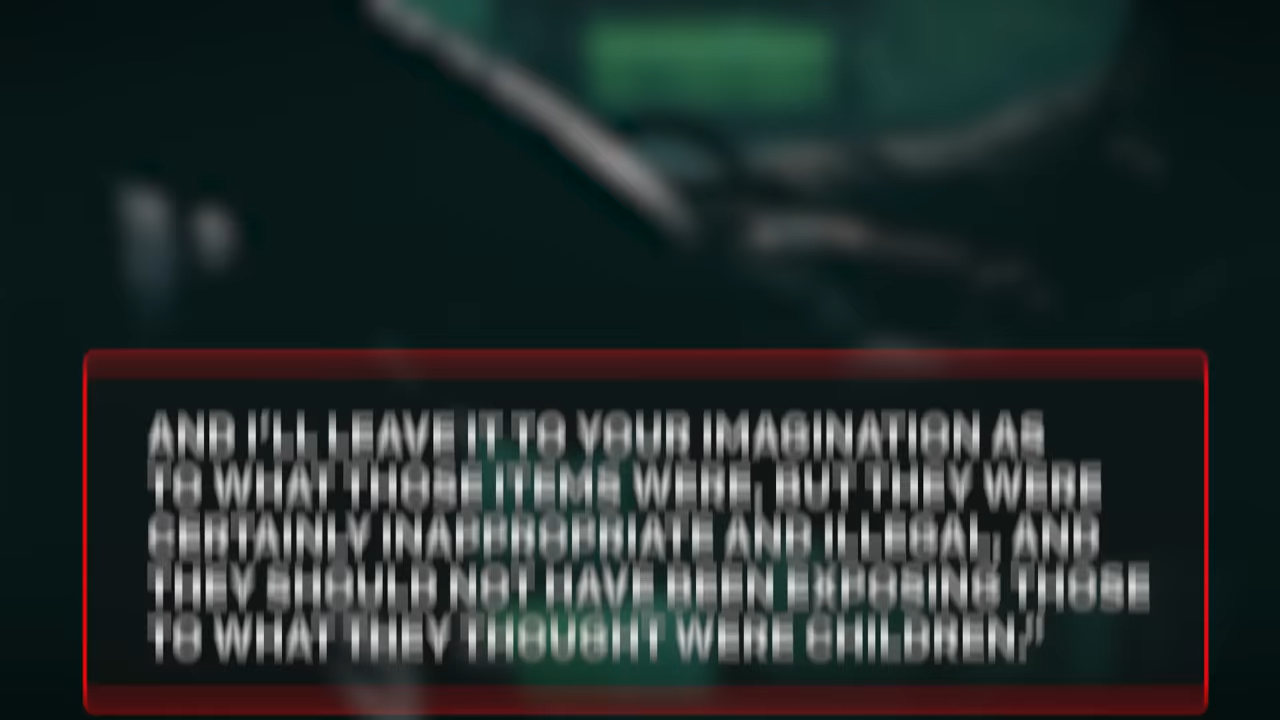 AND I'LL LEAVE IT TO YOUR IMAGINATION AS
TO WHAT THOSE ITEMS WERE, BUT THEY WERE
CERTAINLY INAPPROPRIATE AND ILLEGAL, AND
THEY SHOULD NOT HAVE BEEN EXPOSING THOSE
TO WHAT THEY THOUGHT WERE CHILDREN."